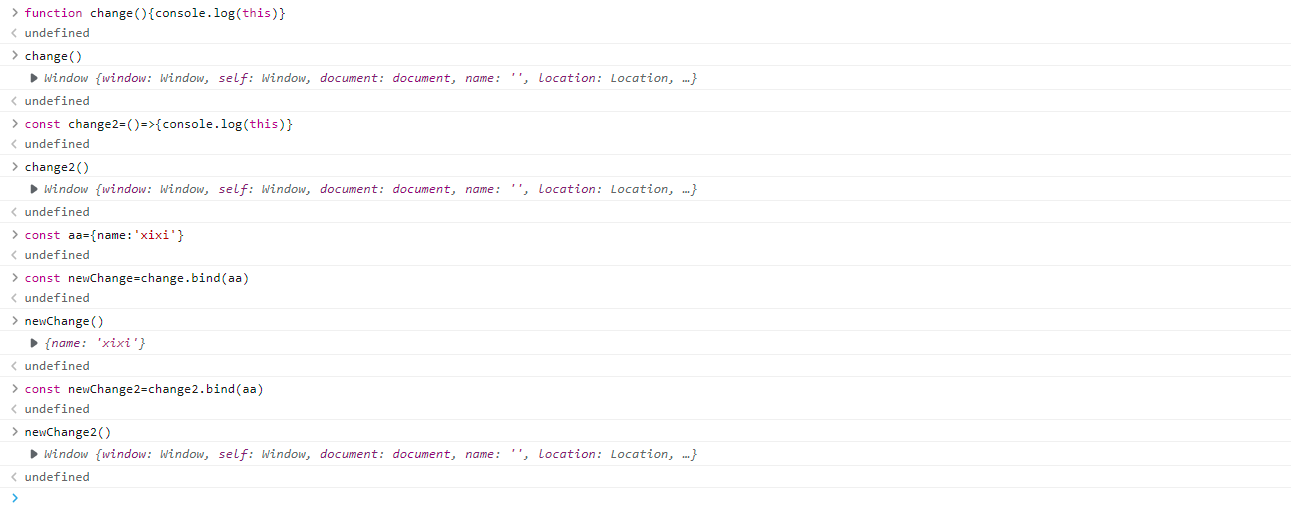 > function change(){console.log(this)}
< undefined
> change()
▶ Window {window: Window, self: Window, document: document, name: '', location: Location, …}
< undefined
> const change2=()=>{console.log(this)}
< undefined
> change2()
▶ Window {window: Window, self: Window, document: document, name: '', location: Location, …}
< undefined
> const aa={name:'xixi'}
< undefined
> const newChange=change.bind(aa)
< undefined
> newChange()
▶ {name: 'xixi'}
< undefined
> const newChange2=change2.bind(aa)
< undefined
> newChange2()
▶ Window {window: Window, self: Window, document: document, name: '', location: Location, …}
< undefined
>